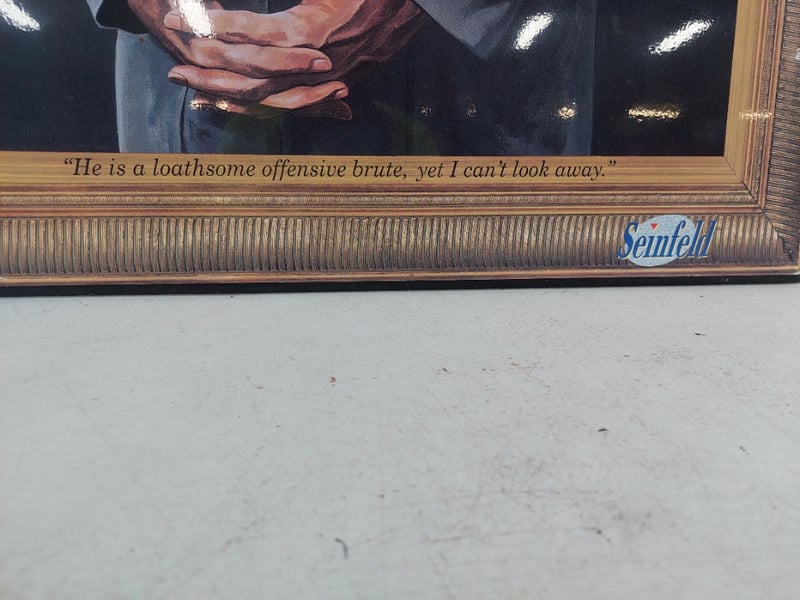 “He is a loathsome offensive brute, yet I can't look away.”
Seinfeld